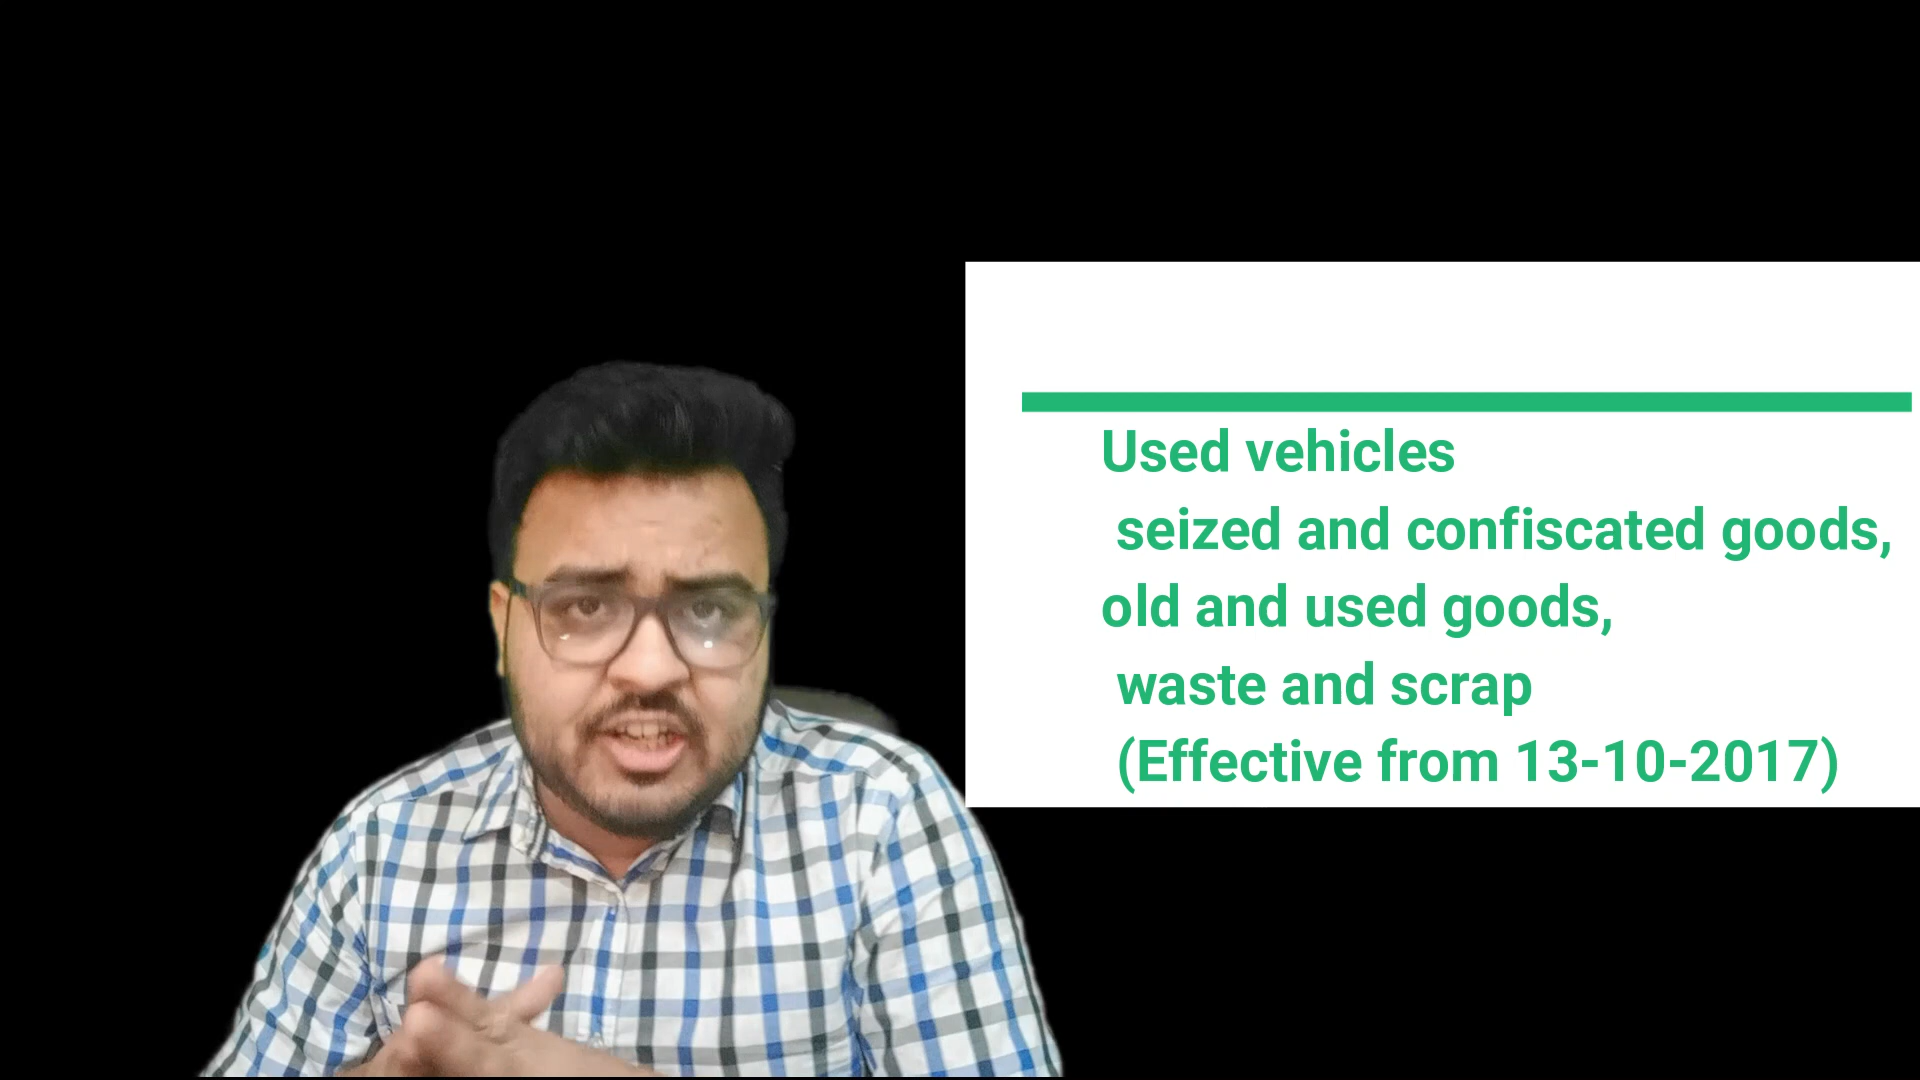 Used vehicles
seized and confiscated goods,
old and used goods,
waste and scrap
(Effective from 13-10-2017)